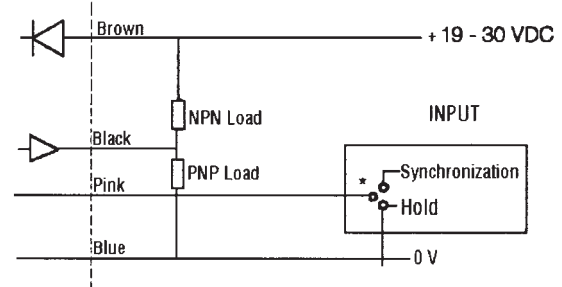 Brown
+ 19 - 30 VDC
NPN Load
INPUT
Black
PNP Load
Synchronization
*
Pink
Hold
Blue
0 V